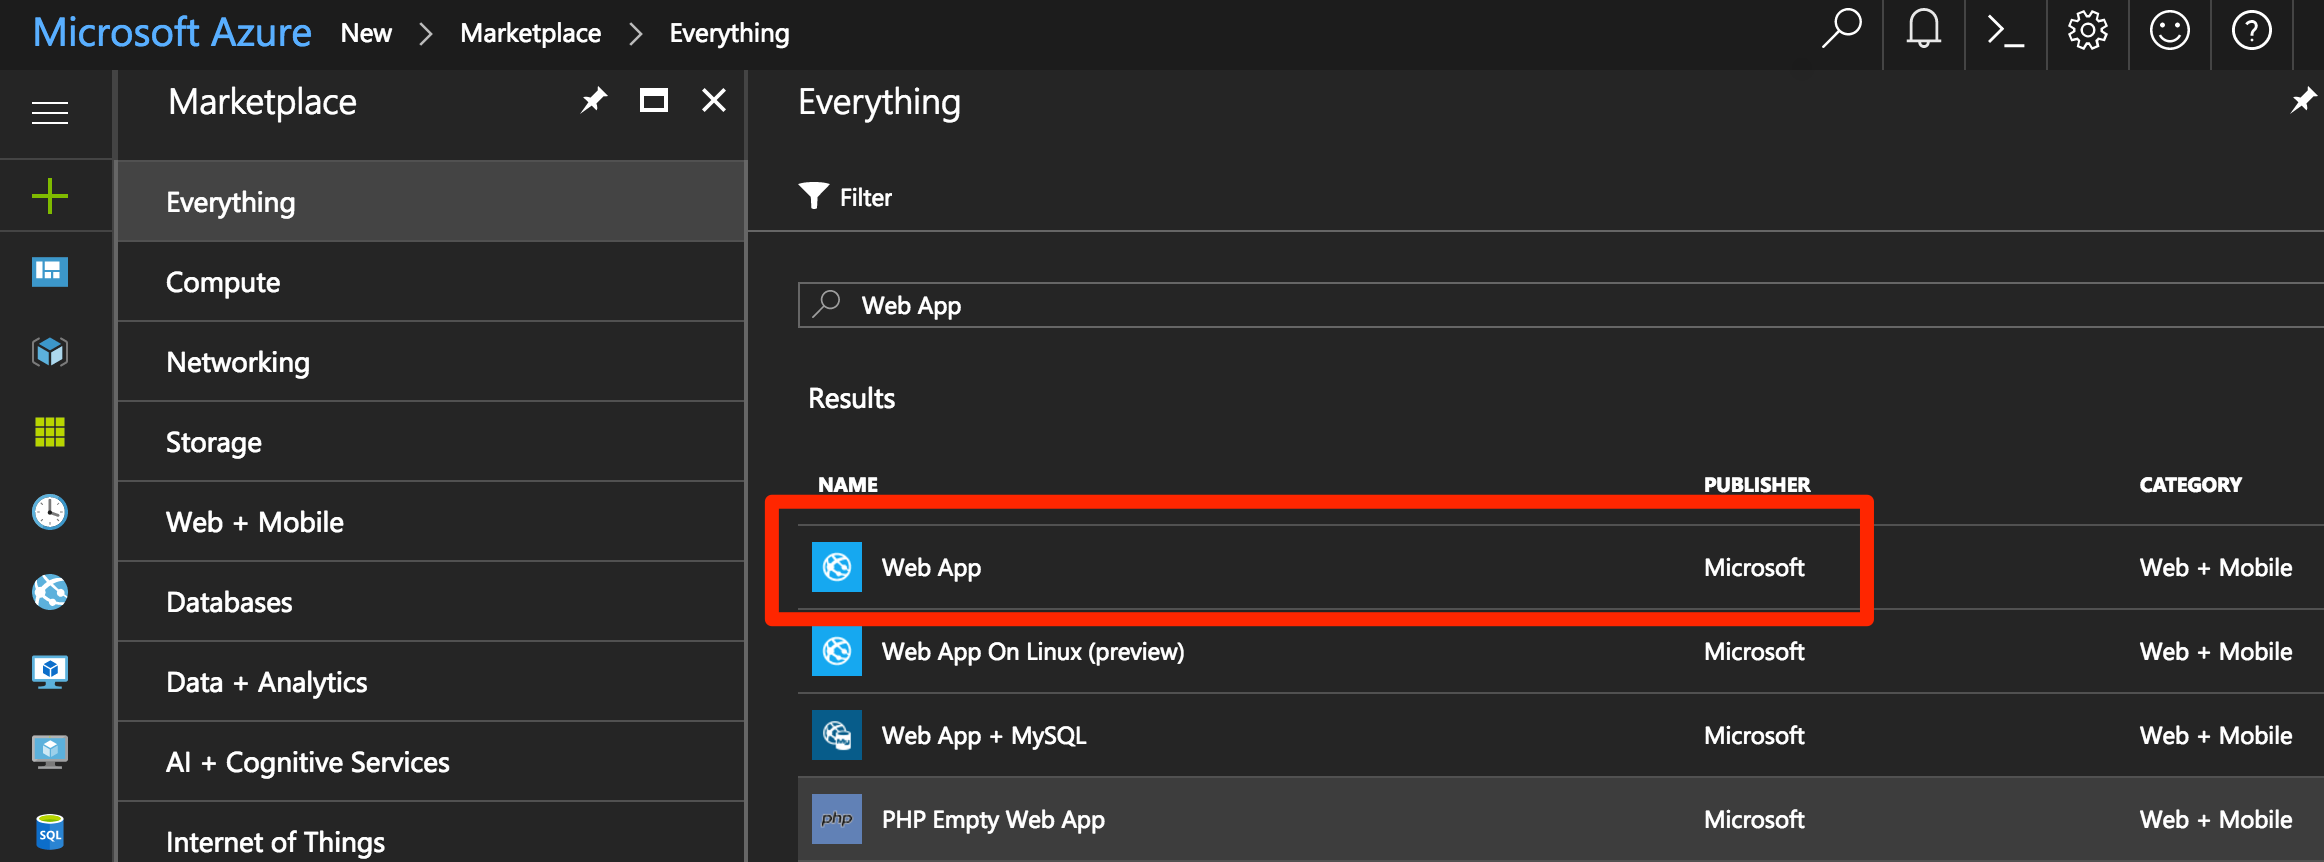 Microsoft Azure New > Marketplace > Everything
Marketplace
Everything
Compute
Networking
Storage
Web + Mobile
Databases
Data + Analytics
AI + Cognitive Services
Internet of Things
SQL
Everything
Filter
Web App
Results
NAME PUBLISHER CATEGORY
Web App Microsoft Web + Mobile
Web App On Linux (preview) Microsoft Web + Mobile
Web App + MySQL Microsoft Web + Mobile
php PHP Empty Web App Microsoft Web + Mobile